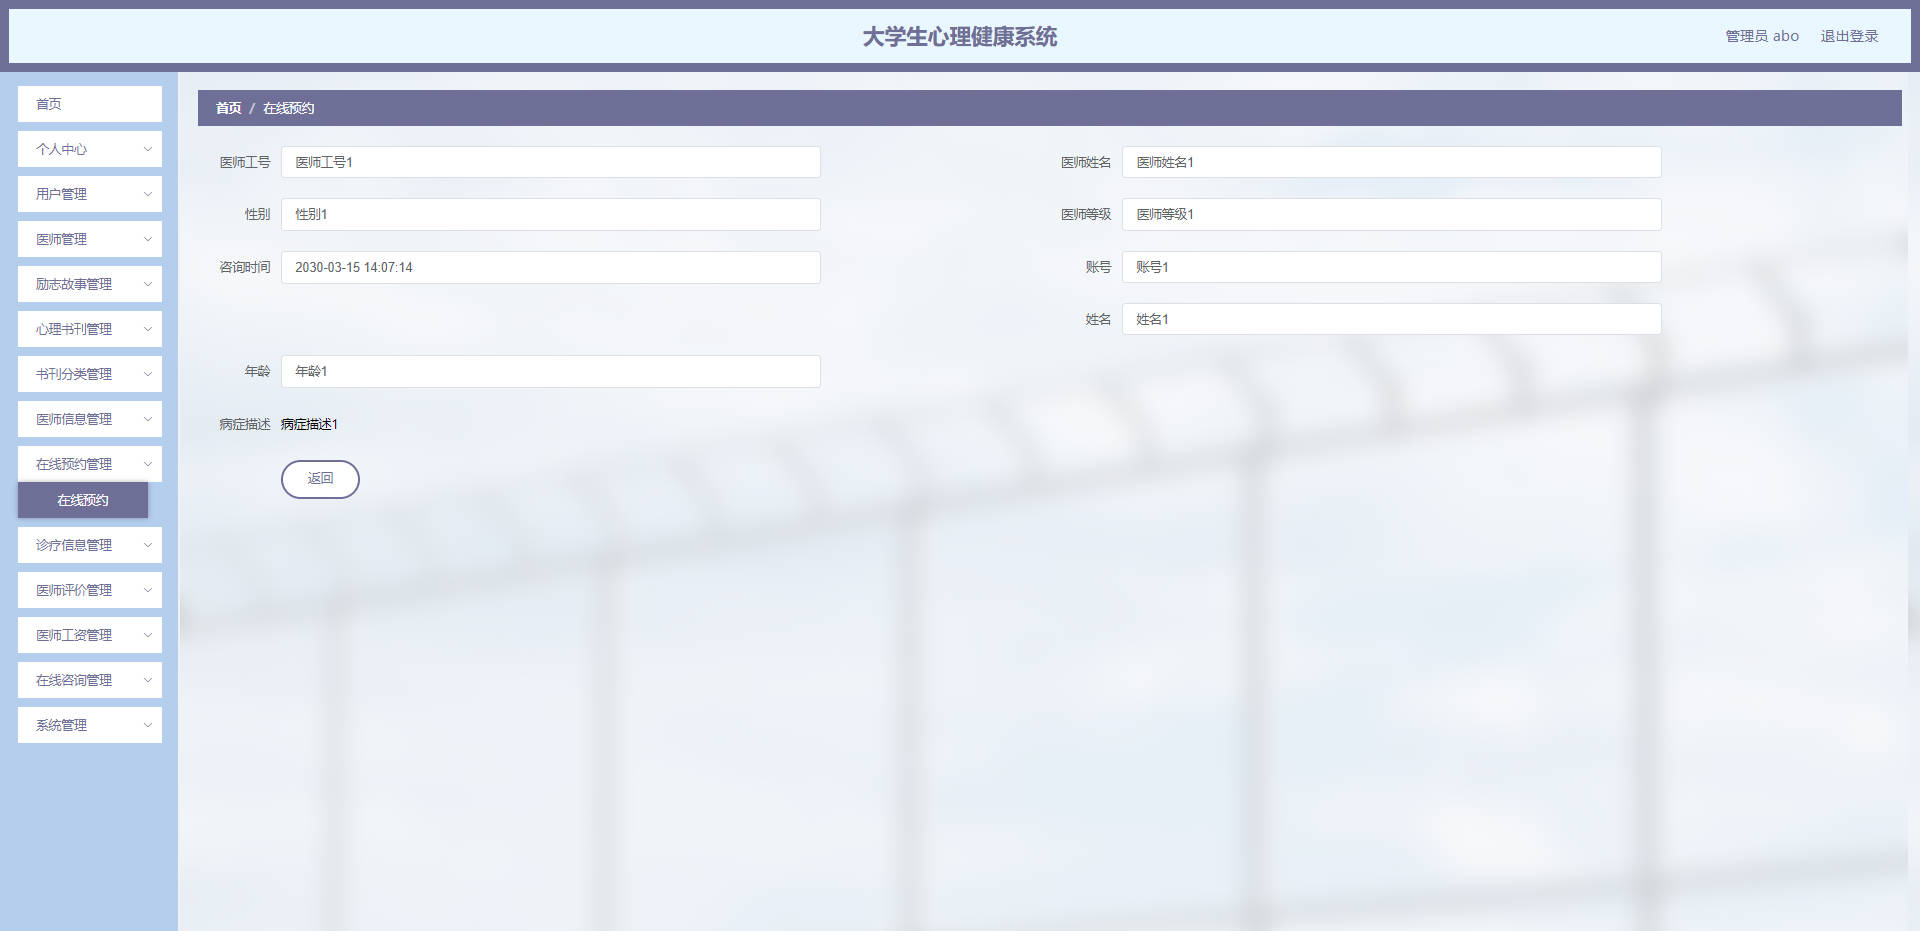 大学生心理健康系统
管理员 abo
退出登录
首页
个人中心
用户管理
医师管理
励志故事管理
心理书刊管理
书刊分类管理
医师信息管理
在线预约管理
在线预约
诊疗信息管理
医师评价管理
医师工资管理
在线咨询管理
系统管理
首页 / 在线预约
医师工号 医师工号1
医师姓名 医师姓名1
性别 性别1
医师等级 医师等级1
咨询时间 2030-03-15 14:07:14
账号 账号1
姓名 姓名1
年龄 年龄1
病症描述 病症描述1
返回